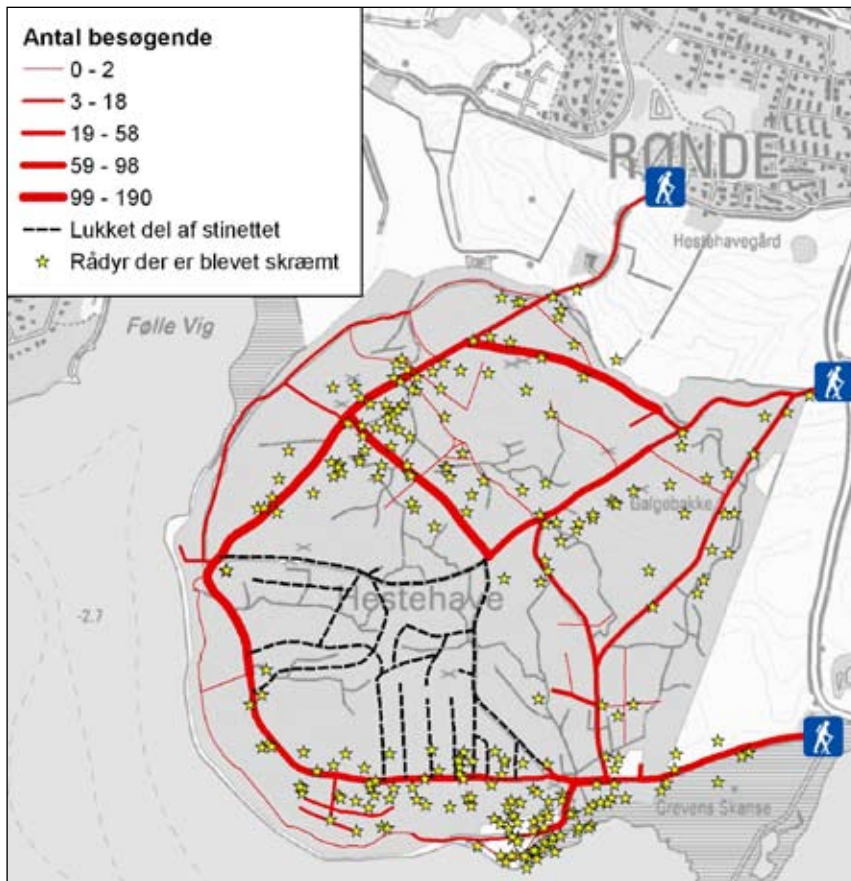 Antal besøgende
0 - 2
3 - 18
19 - 58
59 - 98
99 - 190
Lukket del af stinettet
Rådyr der er blevet skræmt
RØNDE
Hestehavegård
Følle Vig
Galgebakke
Hestehave
-2.7
Grevens Skanse